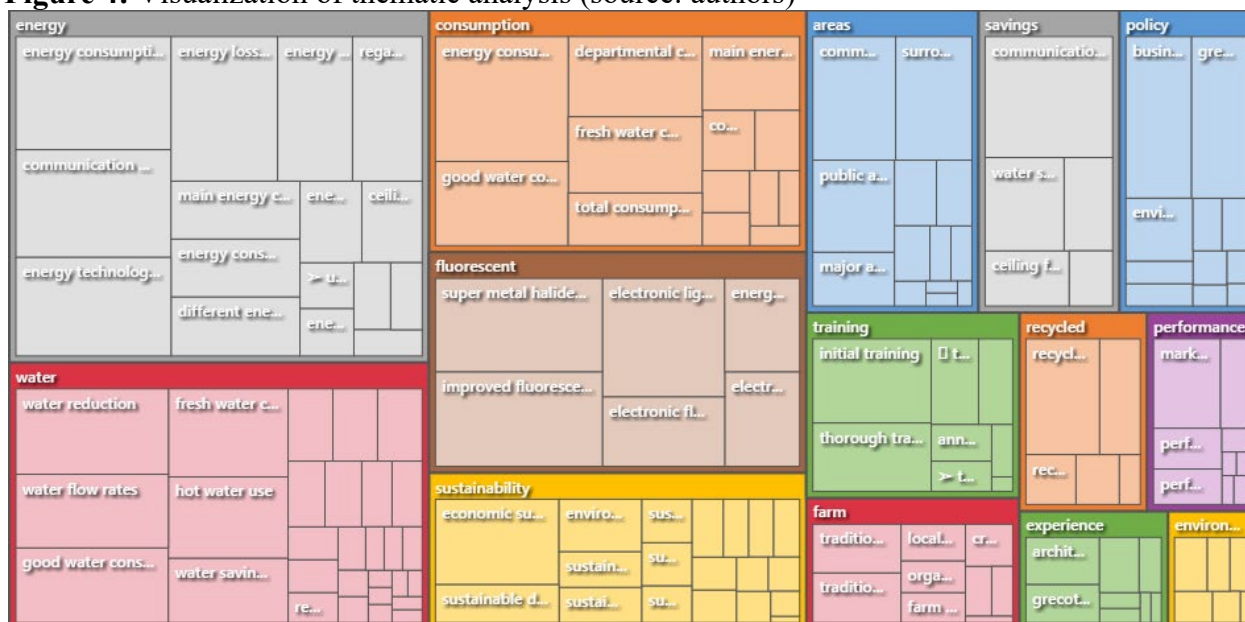 Figure 4: Visualization of thematic analysis (source: authors)
energy
energy consumpti...
energy loss...
energy ...
rega...
communication ...
main energy c...
ene...
ceili...
energy technolog...
energy cons...
➢ u...
different ene...
ene...
consumption
energy consu...
departmental c...
main ener...
fresh water c...
co...
good water co...
total consump...
areas
comm...
surro...
public a...
major a...
savings
communicatio...
water s...
ceiling f...
policy
busin...
gre...
envi...
fluorescent
super metal halide...
electronic lig...
energ...
improved fluoresce...
electr...
electronic fl...
training
initial training
t...
thorough tra...
ann...
➢ t...
recycled
recycl...
rec...
performance
mark...
perf...
perf...
water
water reduction
fresh water c...
water flow rates
hot water use
good water cons...
water savin...
re...
sustainability
economic su...
enviro...
sus...
sustain...
su...
sustainable d...
sustai...
su...
farm
traditio...
local...
cr...
traditio...
orga...
farm ...
experience
archit...
grecot...
environ...